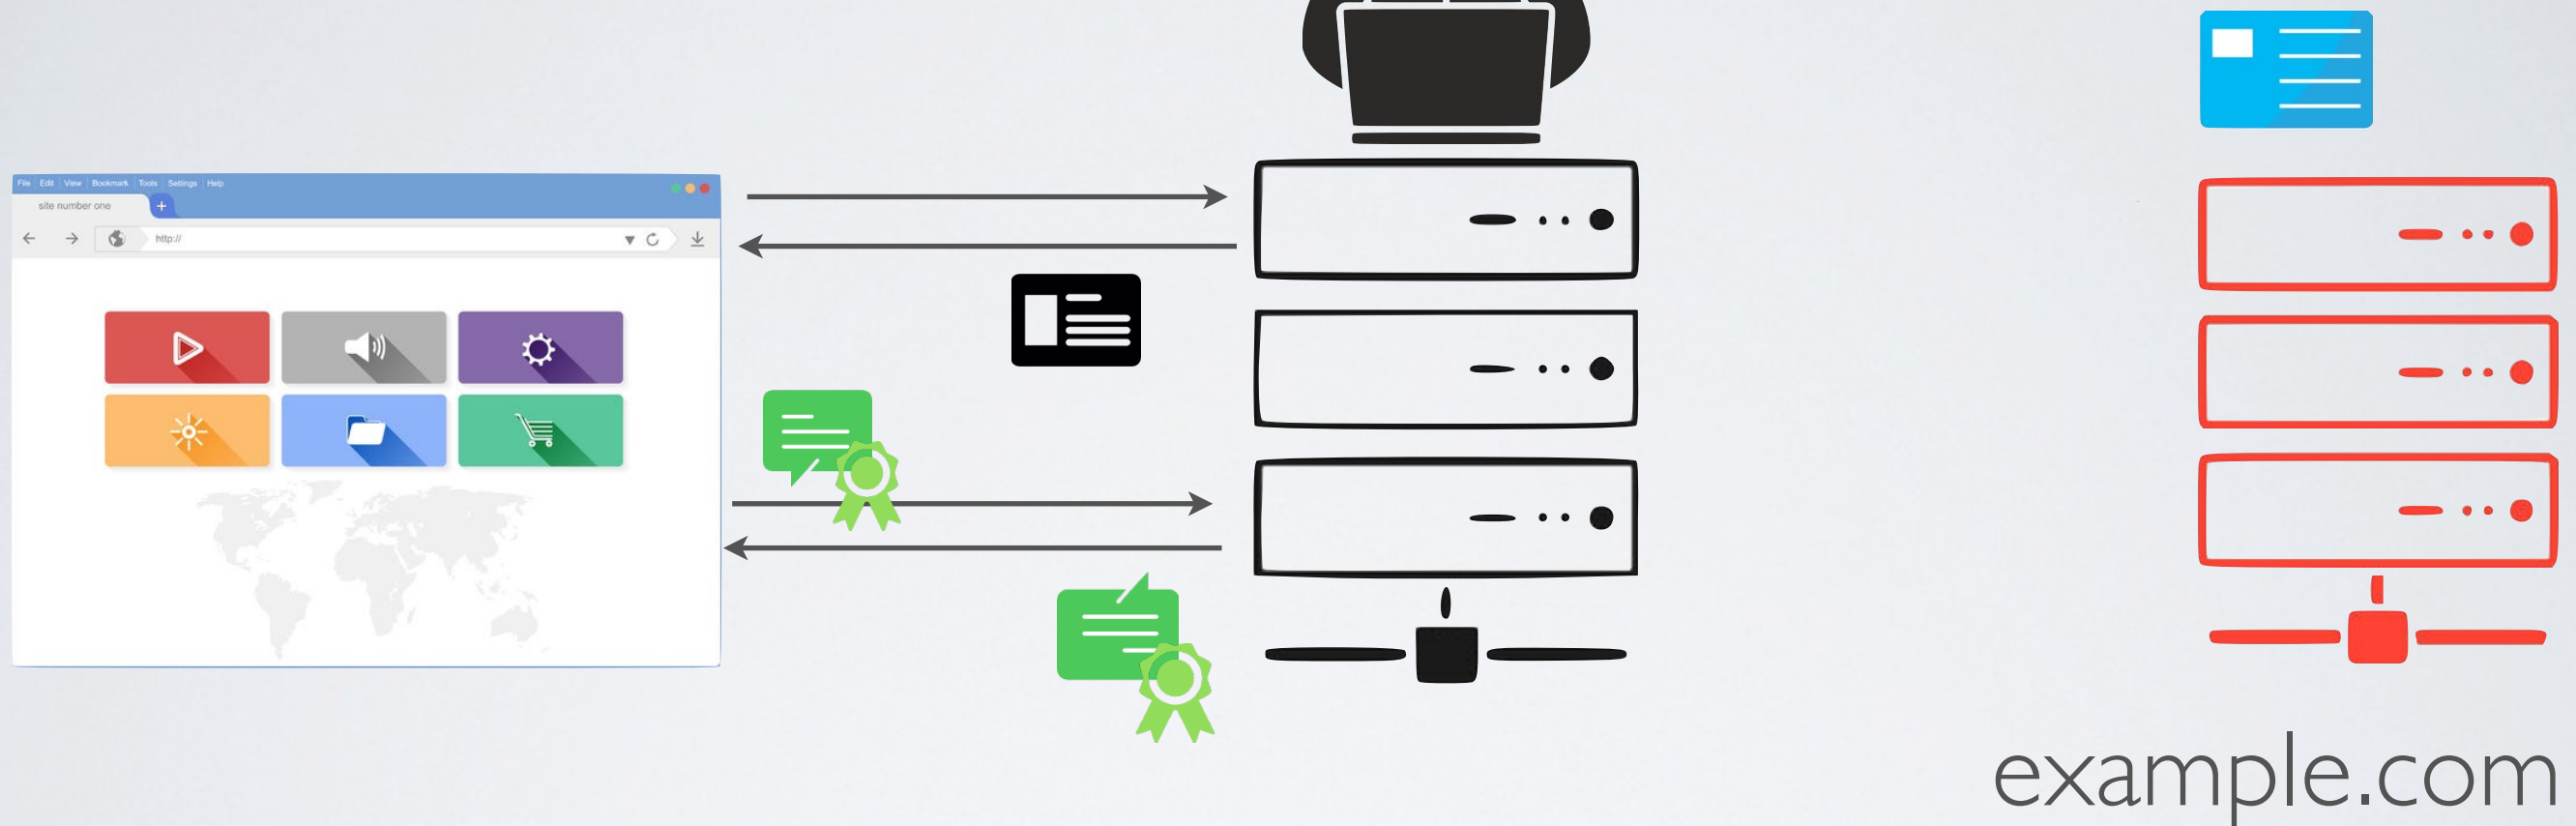 File Edit View Bookmark Tools Settings Help
site number one
http://
example.com